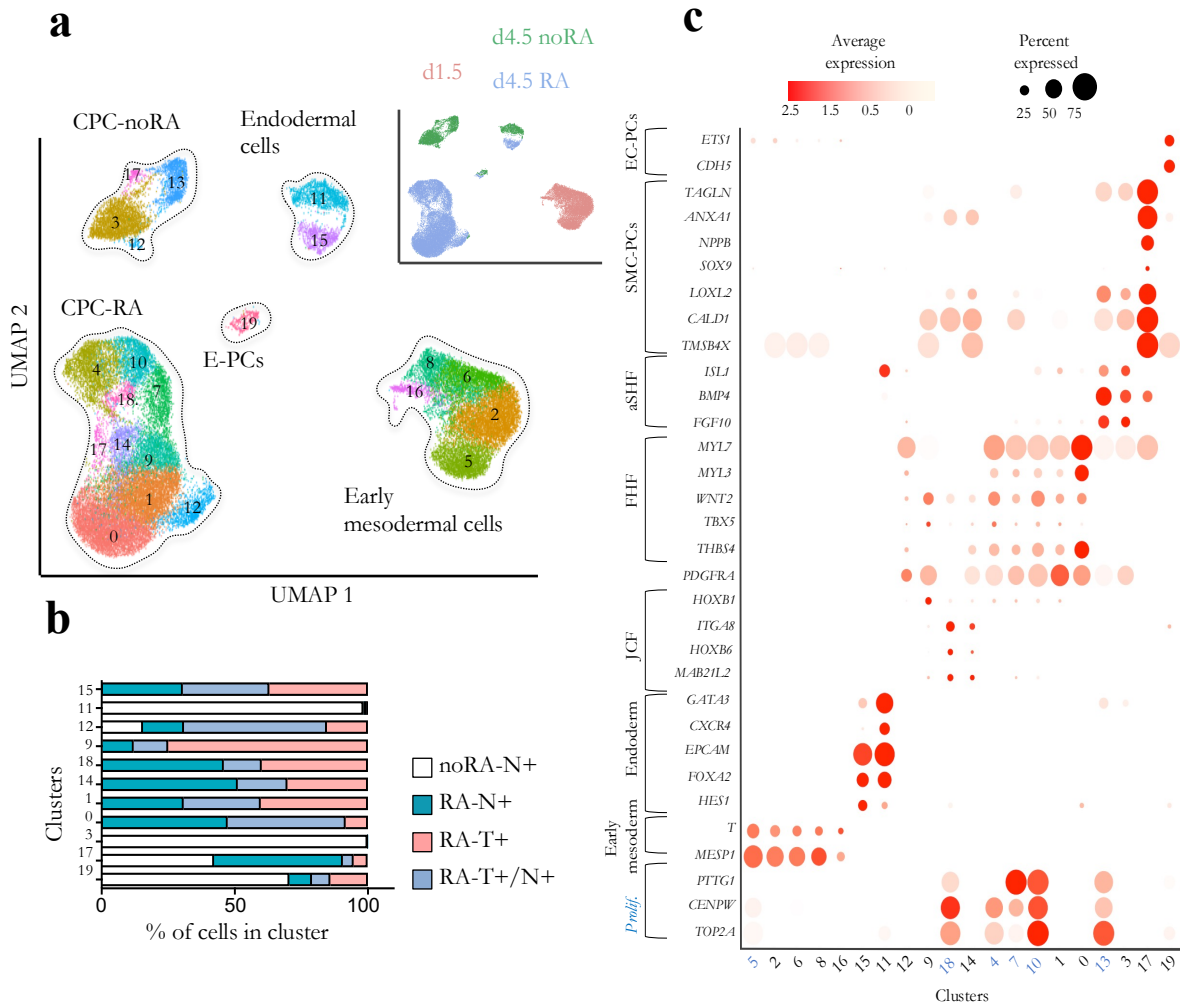 a
d4.5 noRA
d1.5
d4.5 RA
CPC-noRA
Endodermal
cells
17
13
3
12
11
15
CPC-RA
19
E-PCs
4
10
7
18
17
14
9
1
12
0
8
6
16
2
5
Early
mesodermal cells
UMAP 2
UMAP 1
b
Clusters
15
11
12
9
18
14
1
0
3
17
19
0
50
100
% of cells in cluster
noRA-N+
RA-N+
RA-T+
RA-T+/N+
c
Average
expression
2.5 1.5 0.5 0
Percent
expressed
25 50 75
EC-PCs
ETS1
CDH5
SMC-PCs
TAGLN
ANXA1
NPPB
SOX9
LOXL2
CALD1
TMSB4X
aSHF
ISL1
BMP4
FGF10
FHF
MYL7
MYL3
WNT2
TBX5
THBS4
PDGFRA
JCF
HOXB1
ITGA8
HOXB6
MAB21L2
Endoderm
GATA3
CXCR4
EPCAM
FOXA2
HES1
Early
mesoderm
T
MESP1
Prolif.
PTTG1
CENPW
TOP2A
5 2 6 8 16 15 11 12 9 18 14 4 7 10 1 0 13 3 17 19
Clusters